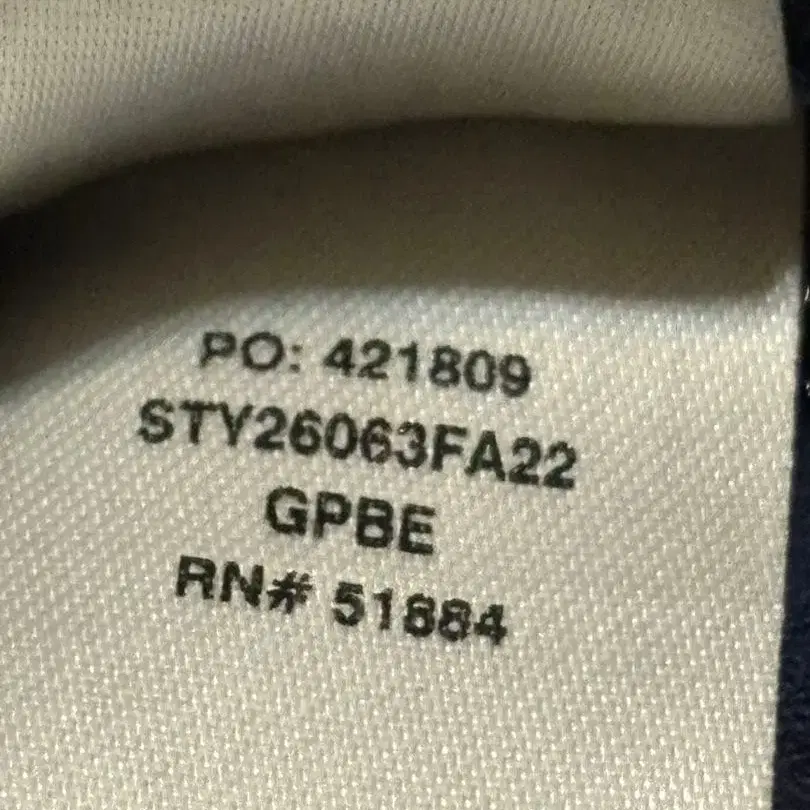 PO: 421809
STY26063FA22
GPBE
RN# 51884